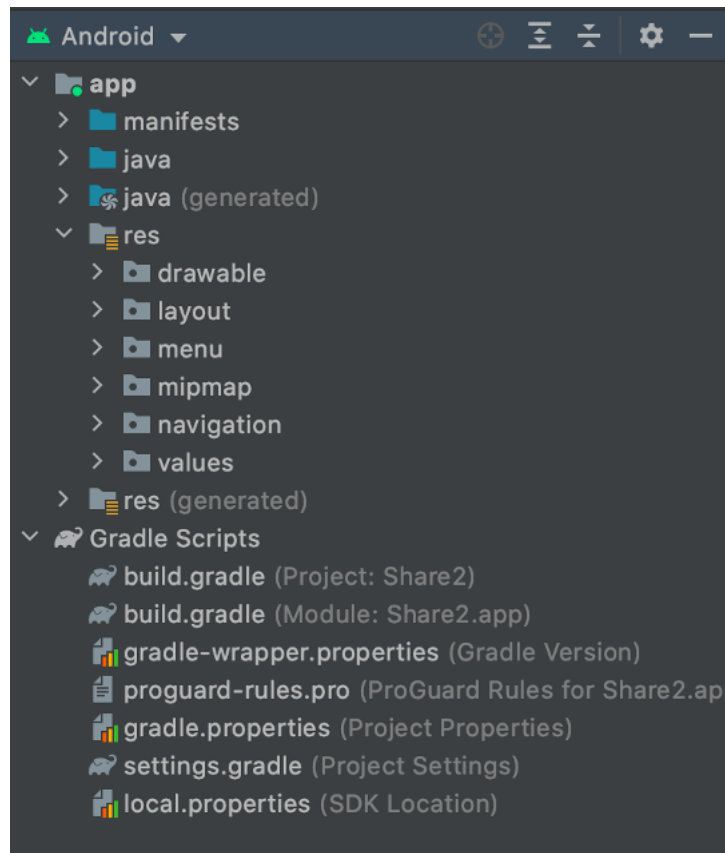 Android
app
manifests
java
java (generated)
res
drawable
layout
menu
mipmap
navigation
values
res (generated)
Gradle Scripts
build.gradle (Project: Share2)
build.gradle (Module: Share2.app)
gradle-wrapper.properties (Gradle Version)
proguard-rules.pro (ProGuard Rules for Share2.ap
gradle.properties (Project Properties)
settings.gradle (Project Settings)
local.properties (SDK Location)